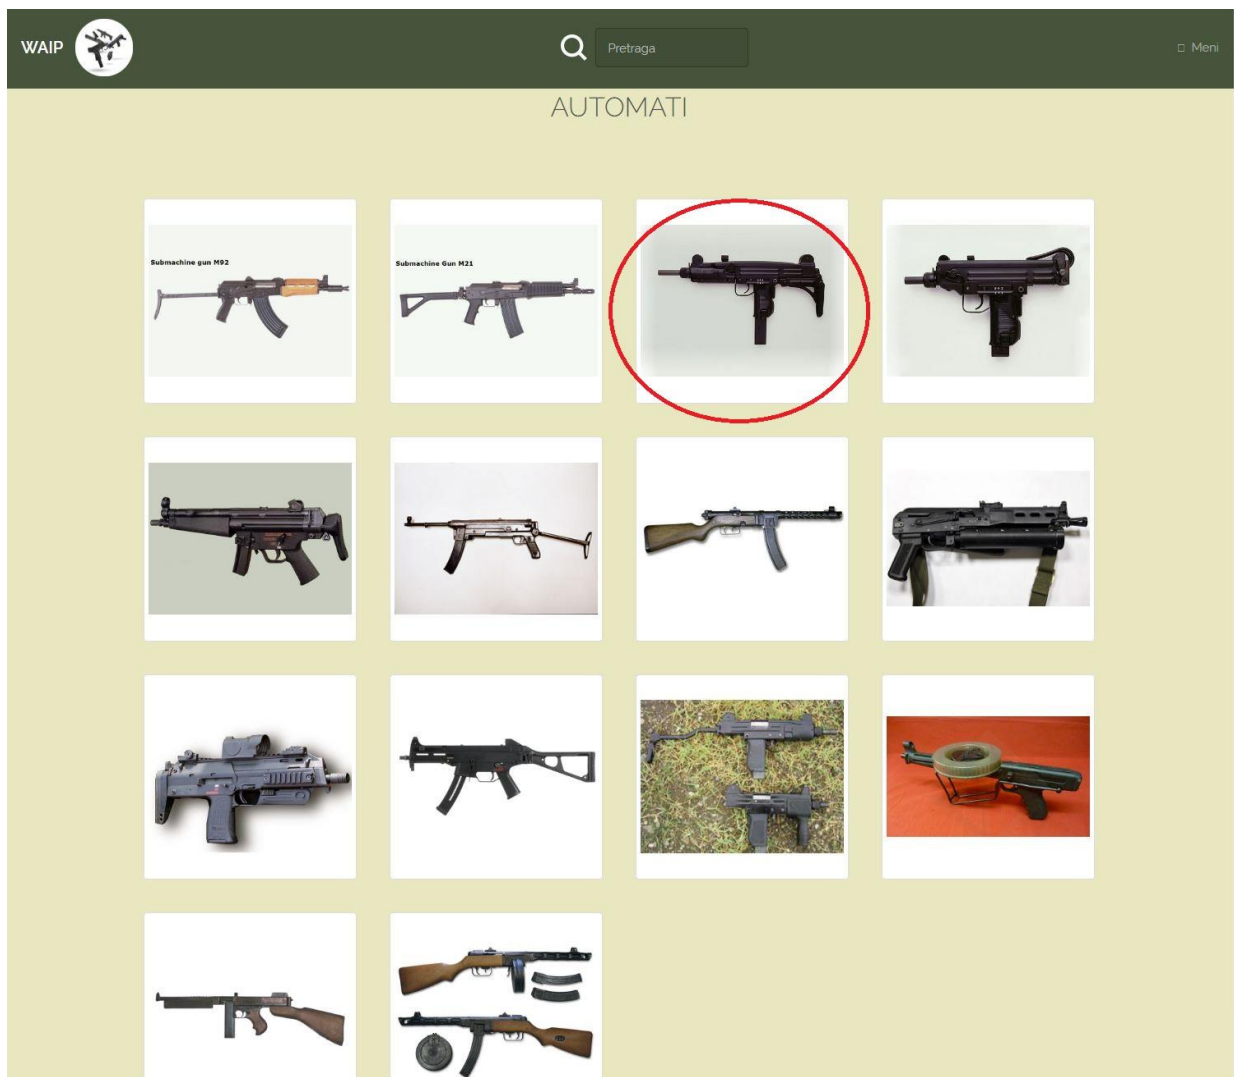 WAIP
Pretraga
Meni
AUTOMATI
Submachine gun M92
Submachine Gun M21